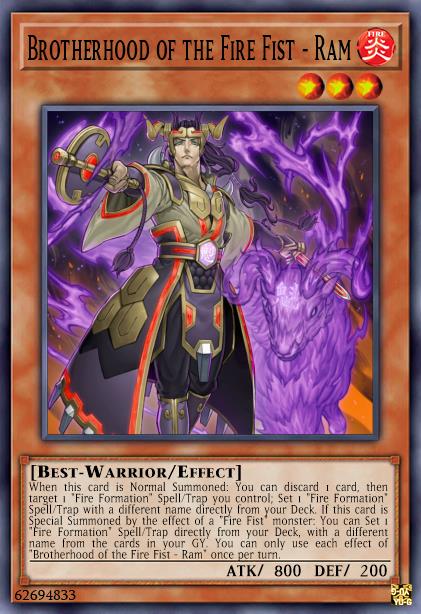 BROTHERHOOD OF THE FIRE FIST - RAM
FIRE
炎
[BEST-WARRIOR/EFFECT]
When this card is Normal Summoned: You can discard 1 card, then
target 1 "Fire Formation" Spell/Trap you control; Set 1 "Fire Formation"
Spell/Trap with a different name directly from your Deck. If this card is
Special Summoned by the effect of a "Fire Fist" monster: You can Set 1
"Fire Formation" Spell/Trap directly from your Deck, with a different
name from the cards in your GY. You can only use each effect of
"Brotherhood of the Fire Fist - Ram" once per turn.
ATK/ 800 DEF/ 200
62694833